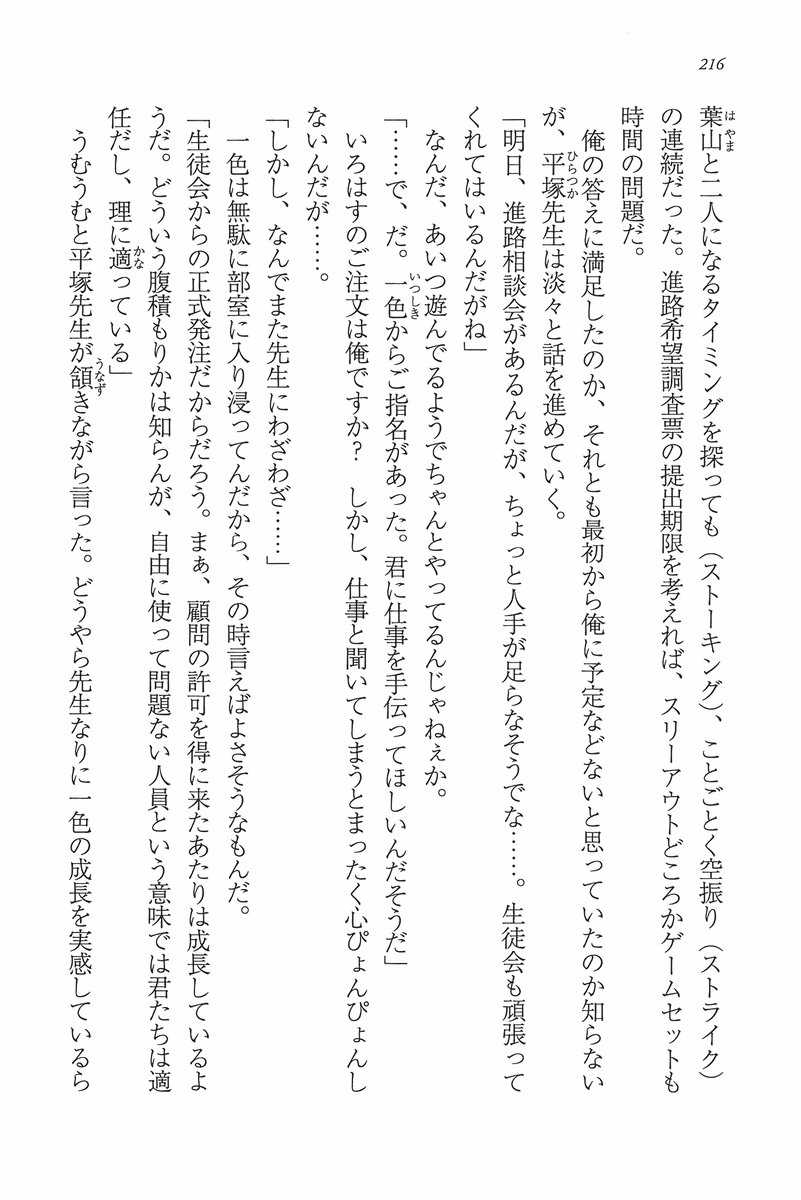 216
葉山と二人になるタイミングを探っても（ストーキング）、ことごとく空振り（ストライク）
の連続だった。進路希望調査票の提出期限を考えれば、スリーアウトどころかゲームセットも
時間の問題だ。
　俺の答えに満足したのか、それとも最初から俺に予定などないと思っていたのか知らない
が、平塚先生は淡々と話を進めていく。
「明日、進路相談会があるんだが、ちょっと人手が足らなそうでな……。生徒会も頑張って
くれてはいるんだがね」
　なんだ、あいつ遊んでるようでちゃんとやってるんじゃねぇか。
「……で、だ。一色からご指名があった。君に仕事を手伝ってほしいんだそうだ」
　いろはすのご注文は俺ですか？　しかし、仕事と聞いてしまうとまったく心ぴょんぴょんし
ないんだが……。
「しかし、なんでまた先生にわざわざ……」
　一色は無駄に部室に入り浸ってんだから、その時言えばよさそうなもんだ。
「生徒会からの正式発注だからだろう。まぁ、顧問の許可を得に来たあたりは成長しているよ
うだ。どういう腹積もりかは知らんが、自由に使って問題ない人員という意味では君たちは適
任だし、理に適っている」
　うむうむと平塚先生が頷きながら言った。どうやら先生なりに一色の成長を実感しているら